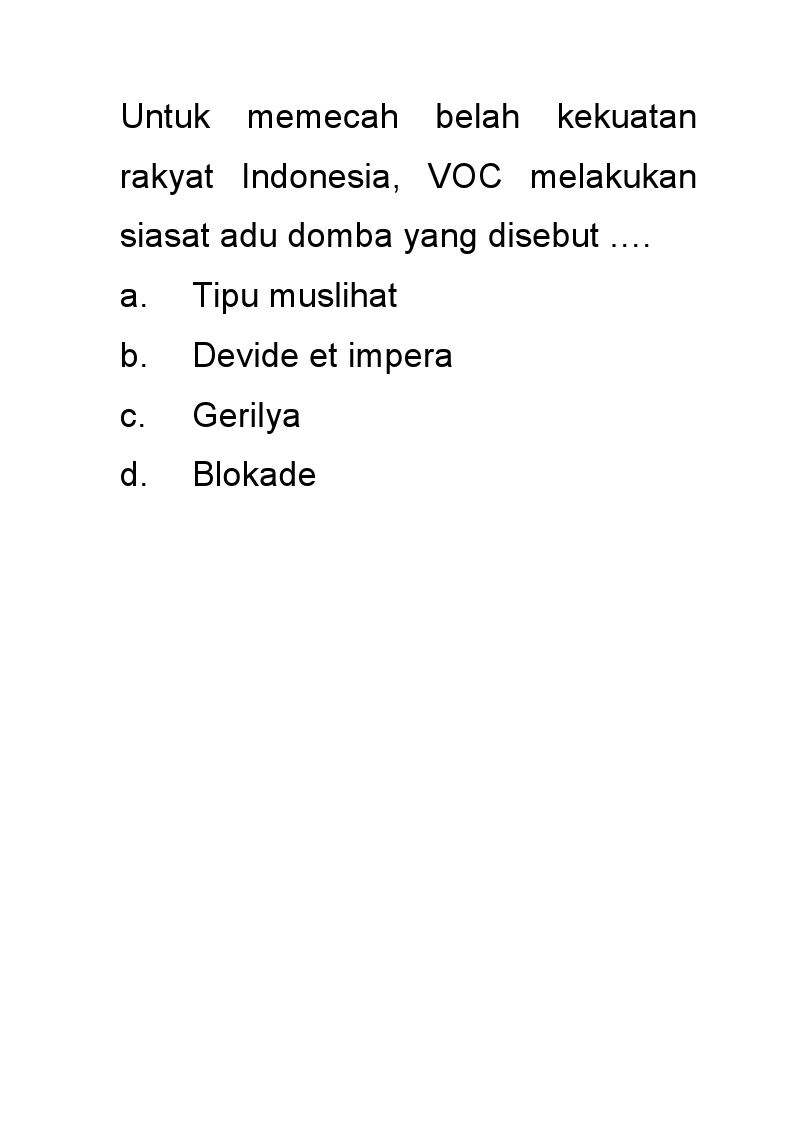 Untuk memecah belah kekuatan
rakyat Indonesia, VOC melakukan
siasat adu domba yang disebut ....
a. Tipu muslihat
b. Devide et impera
c. Gerilya
d. Blokade